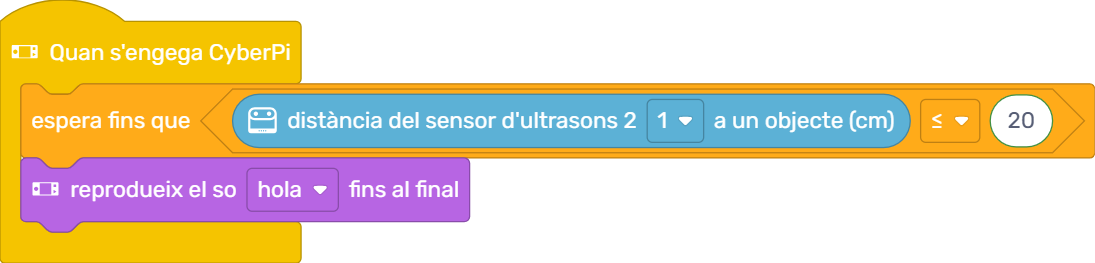 Quan s'engega CyberPi
espera fins que distància del sensor d'ultrasons 2 1 a un objecte (cm) ≤ 20
reprodueix el so hola fins al final